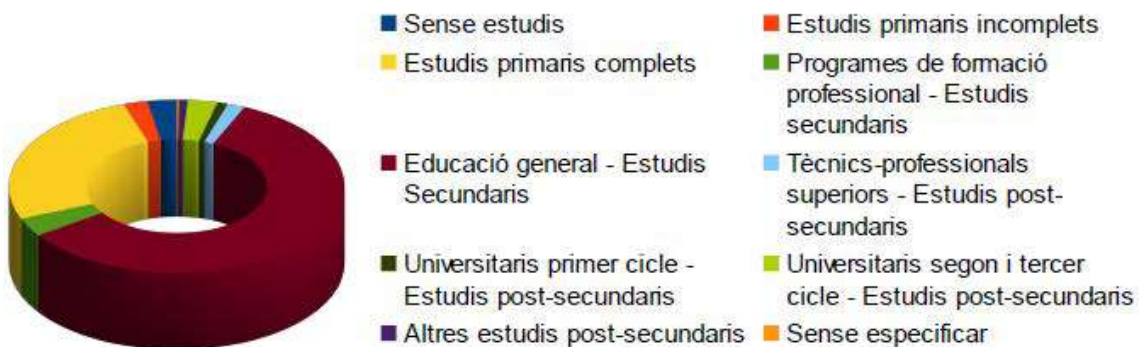 Sense estudis
Estudis primaris incomplets
Estudis primaris complets
Programes de formació
professional - Estudis
secundaris
Educació general - Estudis
Secundaris
Tècnics-professionals
superiors - Estudis post-
secundaris
Universitaris primer cicle -
Estudis post-secundaris
Universitaris segon i tercer
cicle - Estudis post-secundaris
Altres estudis post-secundaris
Sense especificar